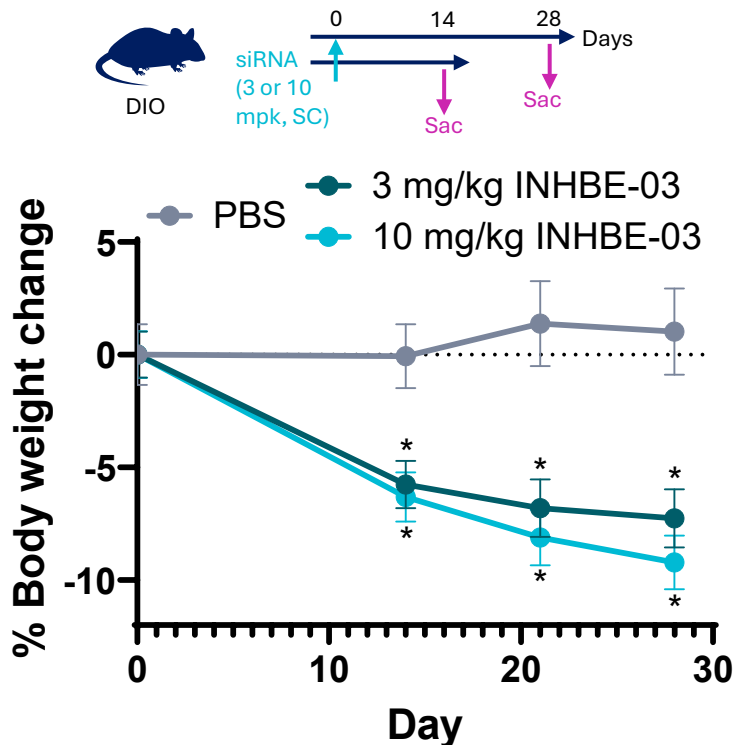 0 14 28
Days
siRNA
(3 or 10
mpk, SC)
DIO
Sac
Sac
PBS
3 mg/kg INHBE-03
10 mg/kg INHBE-03
% Body weight change
5
0
-5
-10
* * *
* * *
0 10 20 30
Day